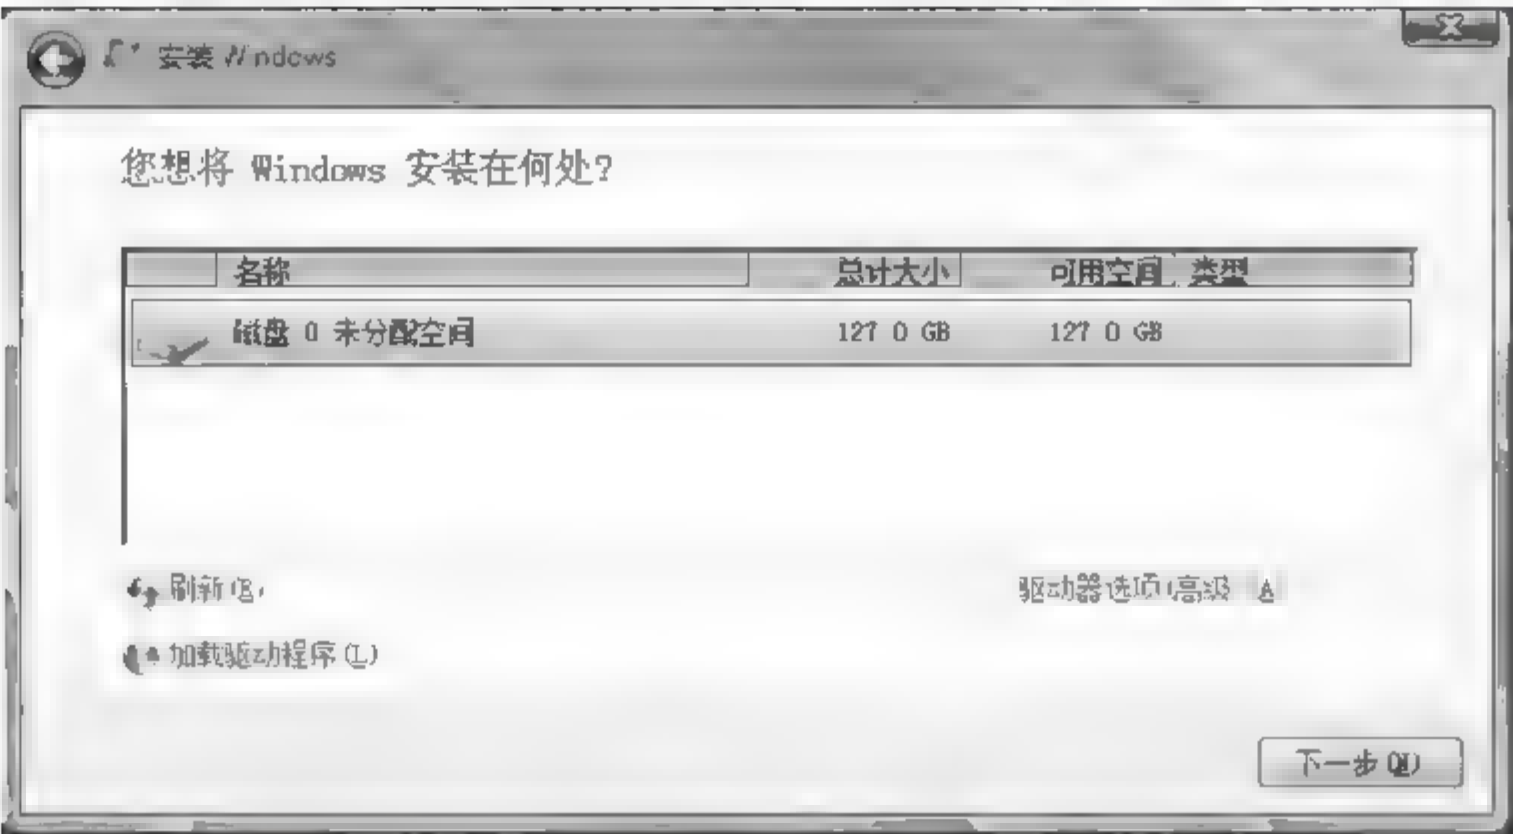 安装 Windows
您想将 Windows 安装在何处?
名称 总计大小 可用空间 类型
磁盘 0 未分配空间 127 0 GB 127 0 GB
刷新(R) 驱动器选项(高级) (A)
加载驱动程序(L)
下一步(N)